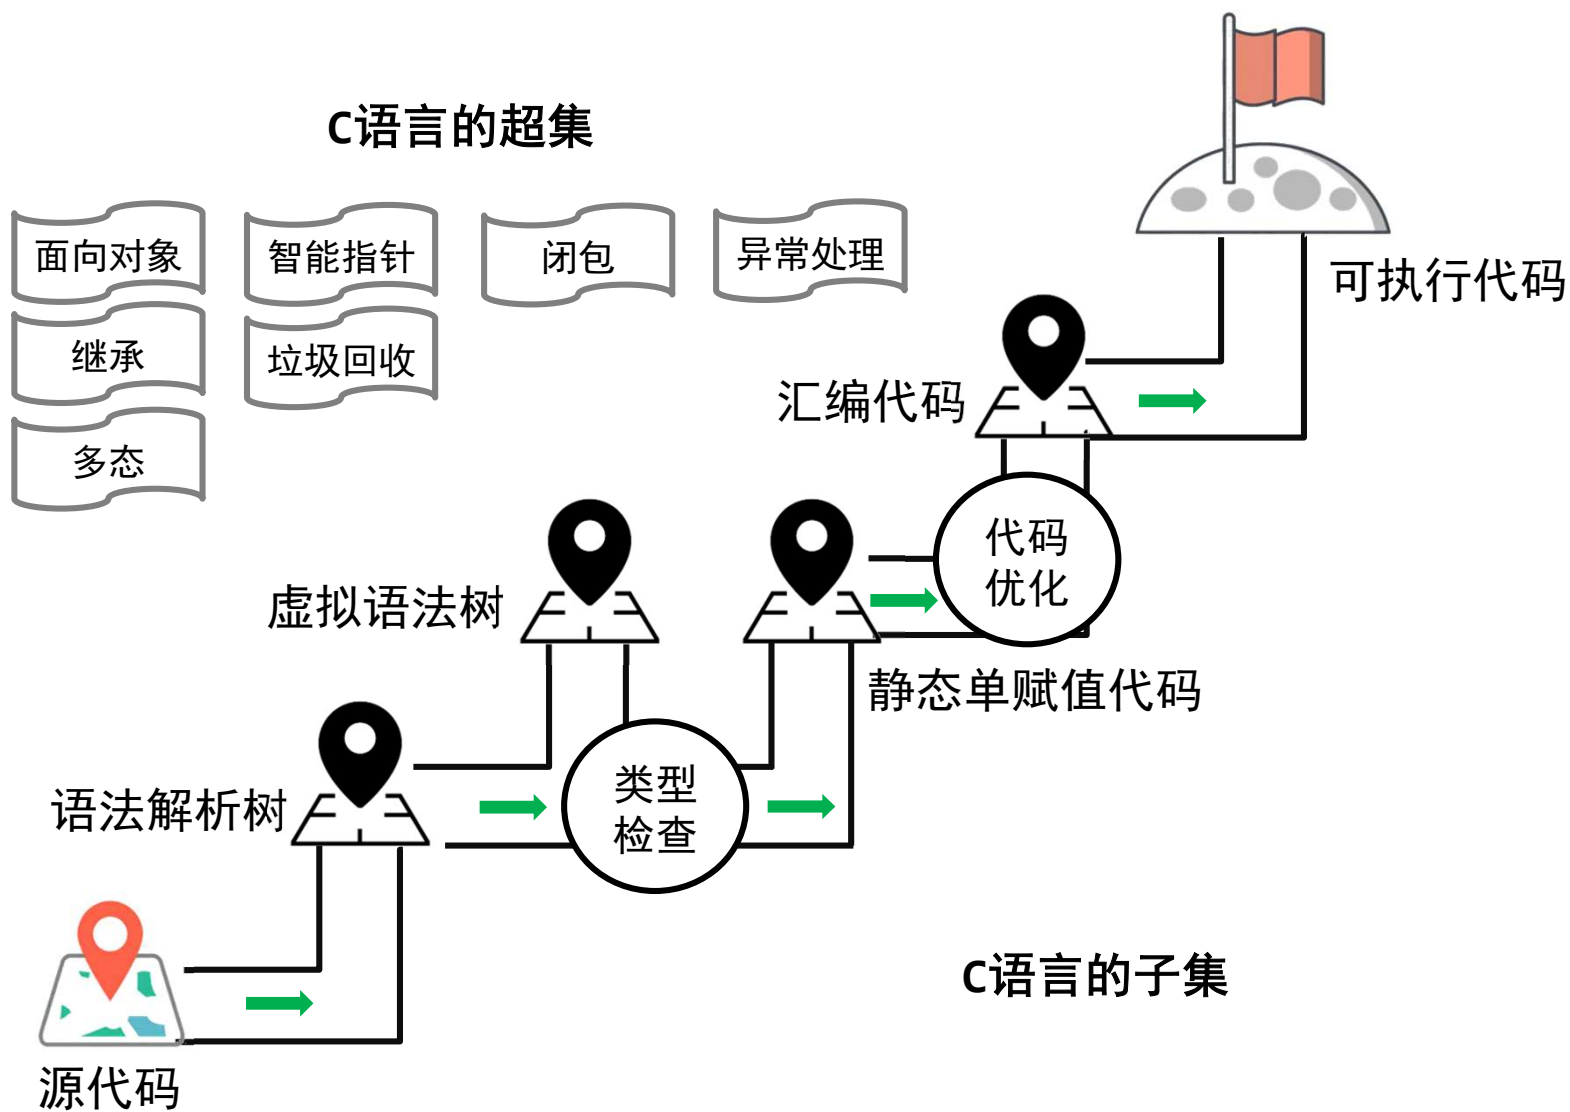 C语言的超集
面向对象
智能指针
闭包
异常处理
继承
垃圾回收
多态
可执行代码
汇编代码
代码
优化
虚拟语法树
静态单赋值代码
类型
检查
语法解析树
C语言的子集
源代码